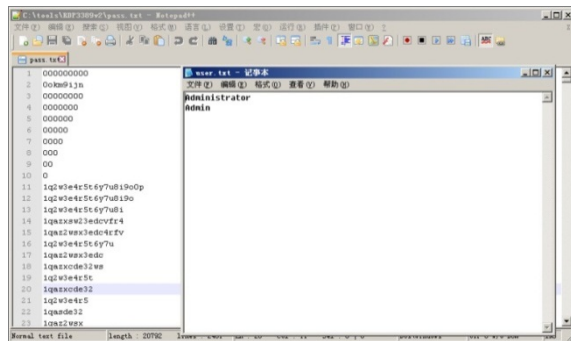 C:\tools\KRF3389v2\pass.txt - Notepad++
文件(F) 编辑(E) 搜索(S) 视图(V) 格式(M) 语言(L) 设置(T) 宏(O) 运行(R) 插件(P) 窗口(W) ?
pass.txt
1 000000000
2 0okm9ijn
3 00000000
4 0000000
5 000000
6 00000
7 0000
8 000
9 00
10 0
11 1q2w3e4r5t6y7u8i9o0p
12 1q2w3e4r5t6y7u8i9o
13 1q2w3e4r5t6y7u8i
14 1qazxsw23edcvfr4
15 1qaz2wsx3edc4rfv
16 1q2w3e4r5t6y7u
17 1qaz2wsx3edc
18 1qazxcde32ws
19 1q2w3e4r5t
20 1qazxcde32
21 1q2w3e4r5
22 1qasde32
23 1qaz2wsx
user.txt - 记事本
文件(F) 编辑(E) 格式(O) 查看(V) 帮助(H)
Administrator
Admin
Normal text file length : 20792